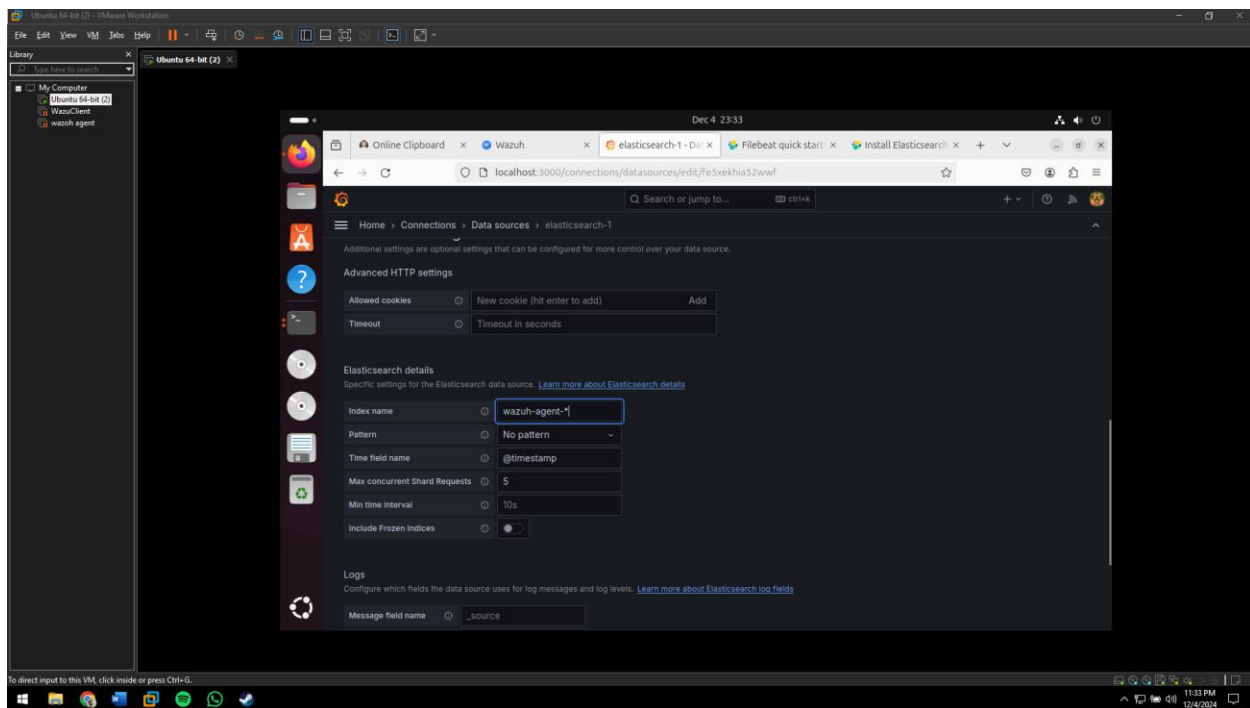 Ubuntu 64-bit (2) - VMware Workstation
File Edit View VM Tabs Help
Library
Type here to search
My Computer
Ubuntu 64-bit (2)
WazuClient
wazoh agent
Ubuntu 64-bit (2)
Dec 4 23:33
Online Clipboard
Wazuh
elasticsearch-1 - Da
Filebeat quick start:
Install Elasticsearch
localhost:3000/connections/datasources/edit/fe5xekhia52wwf
Search or jump to...
ctrl+k
Home › Connections › Data sources › elasticsearch-1
Additional settings are optional settings that can be configured for more control over your data source.
Advanced HTTP settings
Allowed cookies New cookie (hit enter to add) Add
Timeout Timeout in seconds
Elasticsearch details
Specific settings for the Elasticsearch data source. Learn more about Elasticsearch details
Index name wazuh-agent-*
Pattern No pattern
Time field name @timestamp
Max concurrent Shard Requests 5
Min time interval 10s
Include Frozen Indices
Logs
Configure which fields the data source uses for log messages and log levels. Learn more about Elasticsearch log fields
Message field name _source
To direct input to this VM, click inside or press Ctrl+G.
11:33 PM
12/4/2024